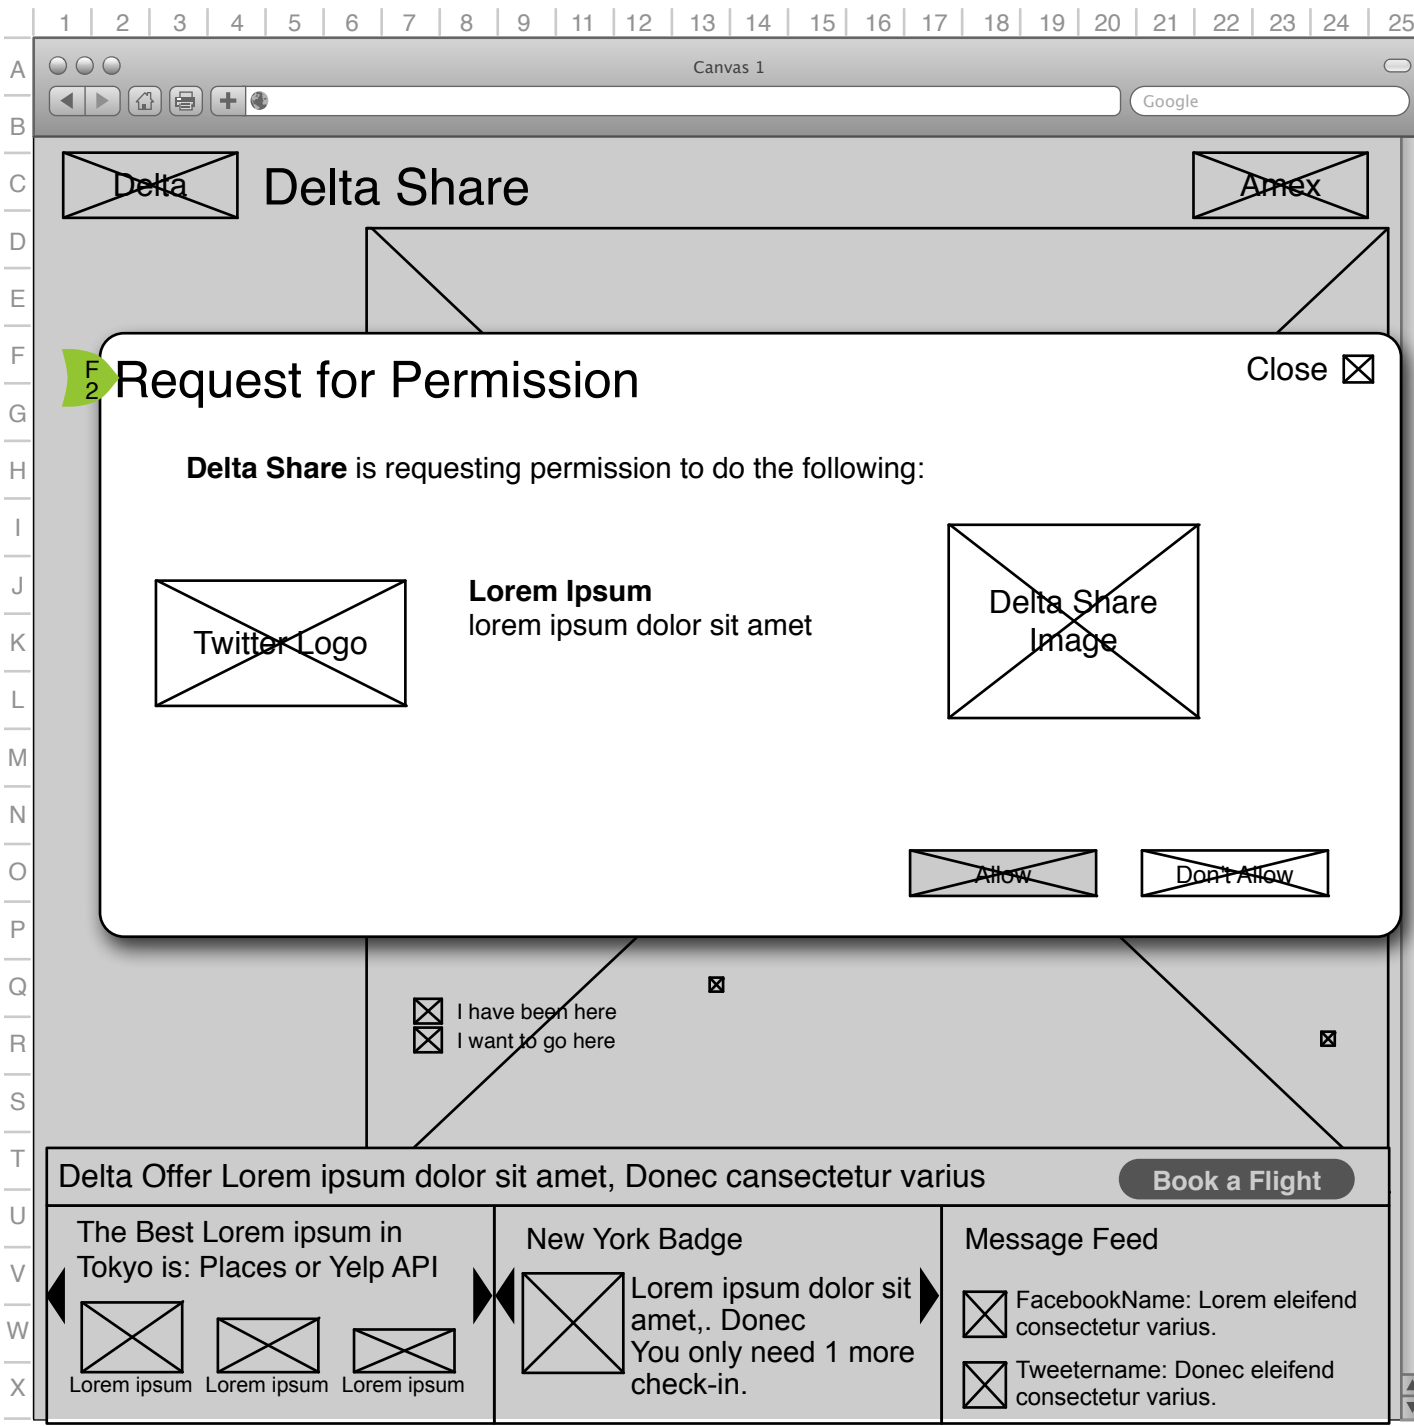 1 2 3 4 5 6 7 8 9 10 11 12 13 14 15 16 17 18 19 20 21 22 23 24 25
A
Canvas 1
Google
B
C
Delta
Delta Share
Amex
D
E
F
F
2
Request for Permission
Close
G
H
Delta Share is requesting permission to do the following:
I
J
Lorem Ipsum
lorem ipsum dolor sit amet
Delta Share
Image
K
Twitter Logo
L
M
N
O
Allow
Don't Allow
P
Q
I have been here
R
I want to go here
S
T
Delta Offer Lorem ipsum dolor sit amet, Donec cansectetur varius
Book a Flight
U
The Best Lorem ipsum in
Tokyo is: Places or Yelp API
Lorem ipsum Lorem ipsum Lorem ipsum
New York Badge
Lorem ipsum dolor sit
amet,. Donec
You only need 1 more
check-in.
Message Feed
FacebookName: Lorem eleifend
consectetur varius.
Tweetername: Donec eleifend
consectetur varius.
V
W
X